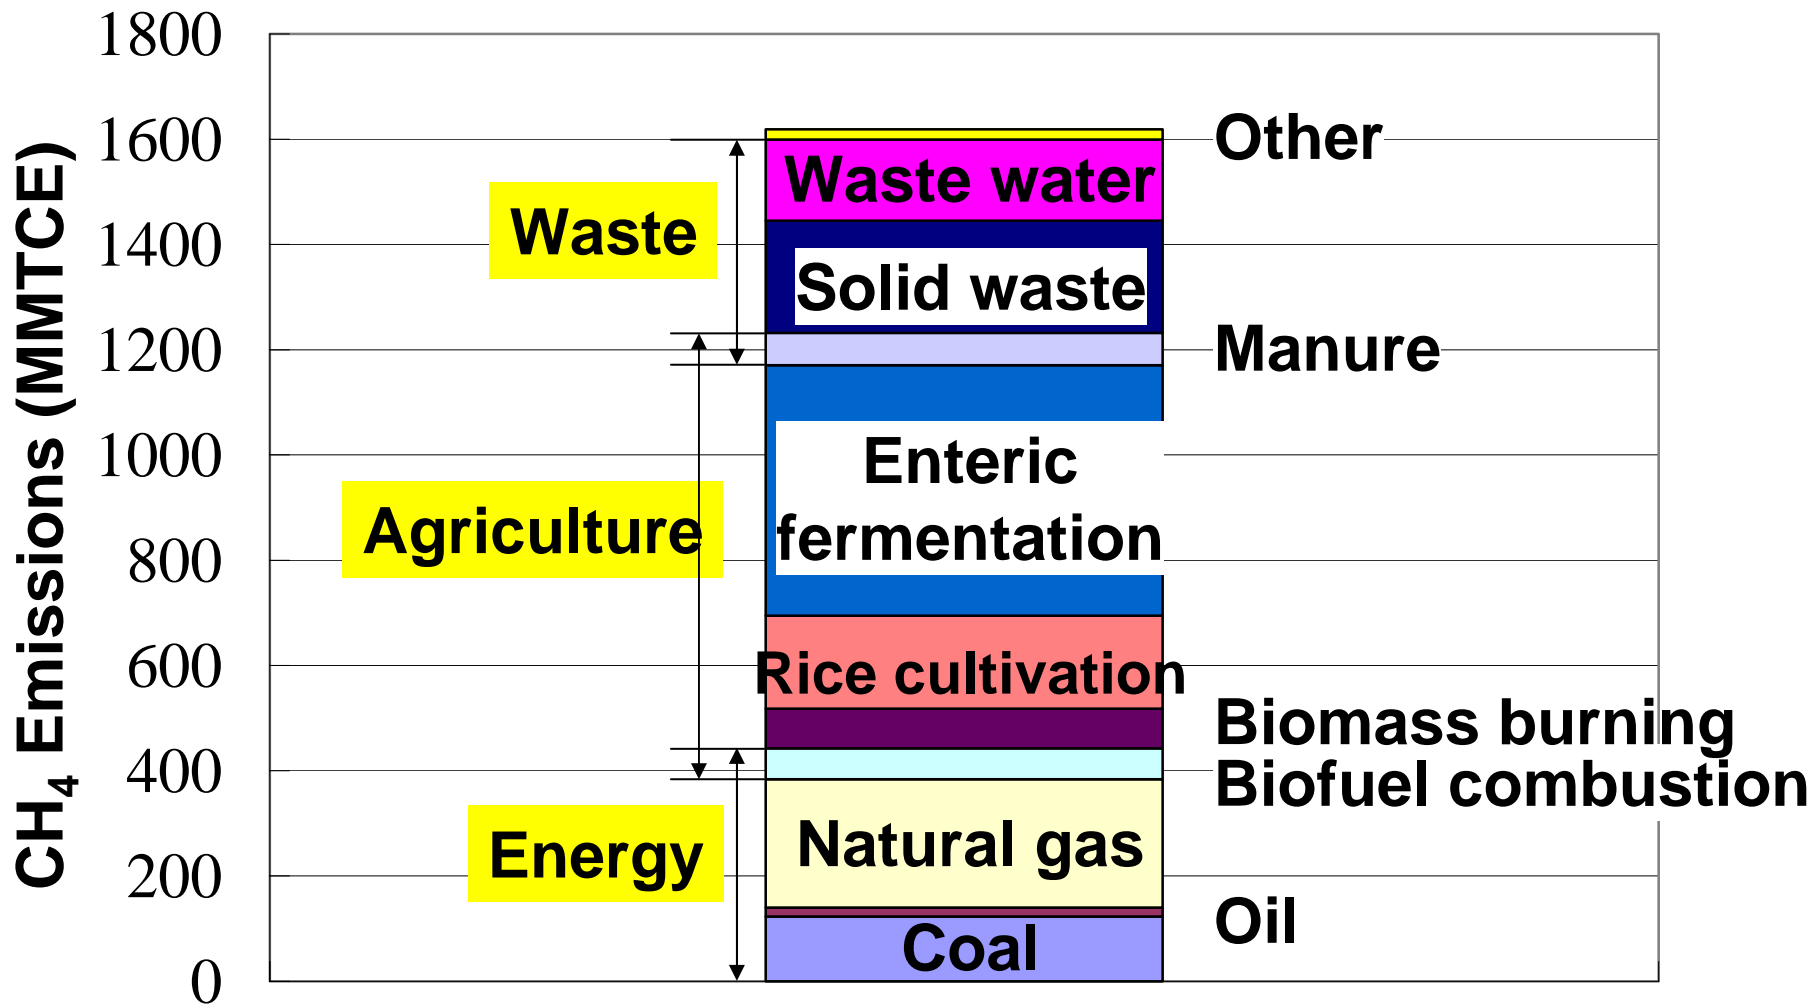 CH4 Emissions (MMTCE)
1800
1600
1400
1200
1000
800
600
400
200
0
Waste
Agriculture
Energy
Waste water
Solid waste
Enteric
fermentation
Rice cultivation
Natural gas
Coal
Other
Manure
Biomass burning
Biofuel combustion
Oil